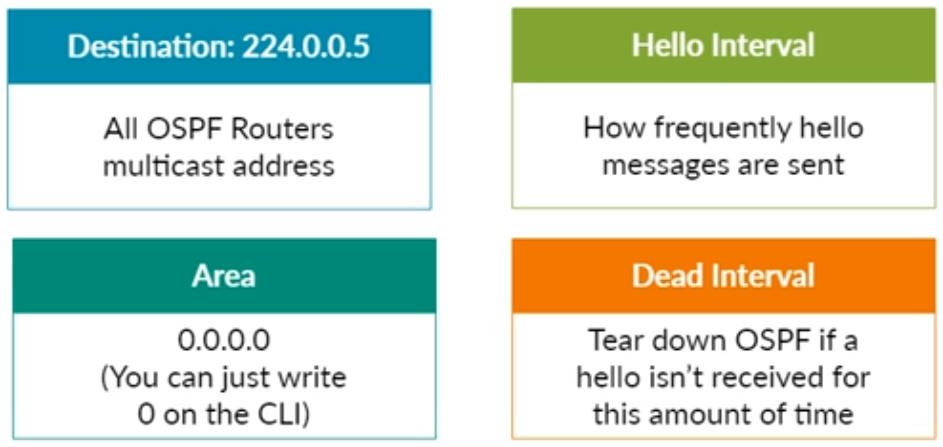 Destination: 224.0.0.5
All OSPF Routers
multicast address
Hello Interval
How frequently hello
messages are sent
Area
0.0.0.0
(You can just write
0 on the CLI)
Dead Interval
Tear down OSPF if a
hello isn't received for
this amount of time